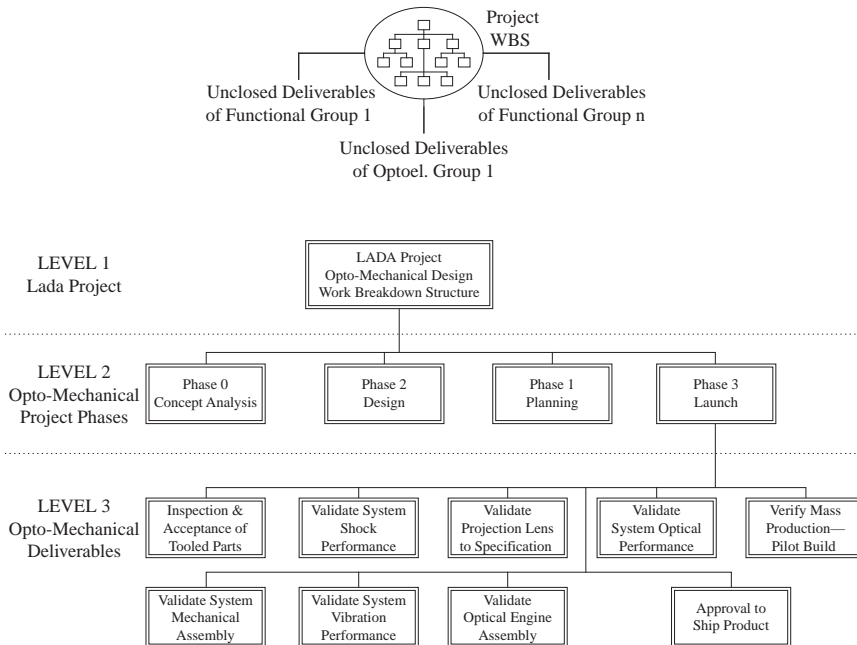 Project
WBS
Unclosed Deliverables
of Functional Group 1
Unclosed Deliverables
of Functional Group n
Unclosed Deliverables
of Optoel. Group 1
LEVEL 1
Lada Project
LADA Project
Opto-Mechanical Design
Work Breakdown Structure
LEVEL 2
Opto-Mechanical
Project Phases
Phase 0
Concept Analysis
Phase 2
Design
Phase 1
Planning
Phase 3
Launch
LEVEL 3
Opto-Mechanical
Deliverables
Inspection &
Acceptance of
Tooled Parts
Validate System
Shock
Performance
Validate
Projection Lens
to Specification
Validate
System Optical
Performance
Verify Mass
Production—
Pilot Build
Validate System
Mechanical
Assembly
Validate System
Vibration
Performance
Validate
Optical Engine
Assembly
Approval to
Ship Product